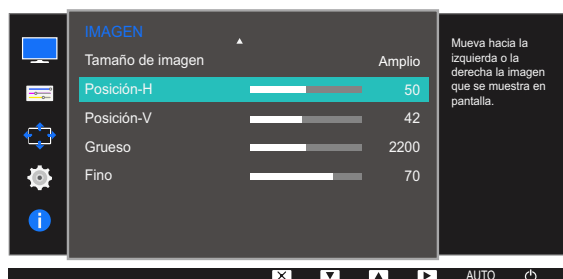 IMAGEN
Tamaño de imagen Amplio
Posición-H 50
Posición-V 42
Grueso 2200
Fino 70
Mueva hacia la
izquierda o la
derecha la imagen
que se muestra en
pantalla.
AUTO